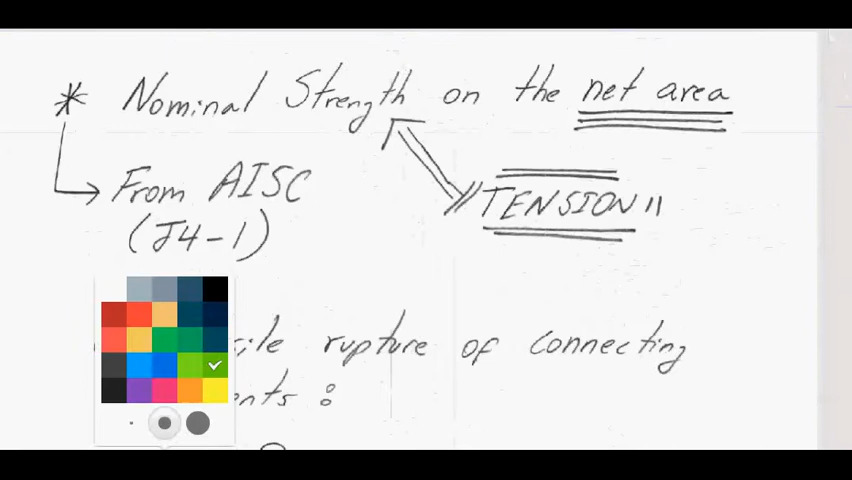 * Nominal Strength on the net area
→ From AISC "TENSION"
(J4-1)
rupture of connecting
: